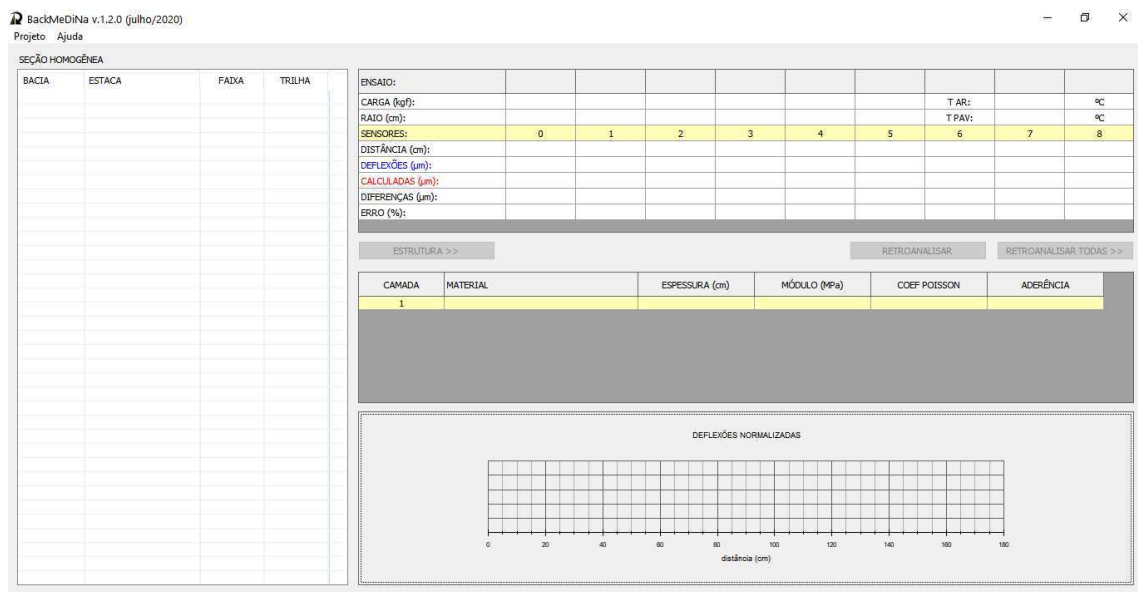 BackMeDiNa v.1.2.0 (julho/2020)
Projeto Ajuda
SEÇÃO HOMOGÊNEA
BACIA ESTACA FAIXA TRILHA
ENSAIO:
CARGA (kgf): T AR: ºC
RAIO (cm): T PAV: ºC
SENSORES: 0 1 2 3 4 5 6 7 8
DISTÂNCIA (cm):
DEFLEXÕES (µm):
CALCULADAS (µm):
DIFERENÇAS (µm):
ERRO (%):
ESTRUTURA >> RETROANALISAR RETROANALISAR TODAS >>
CAMADA MATERIAL ESPESSURA (cm) MÓDULO (MPa) COEF POISSON ADERÊNCIA
1
DEFLEXÕES NORMALIZADAS
0 20 40 60 80 100 120 140 160 180
distância (cm)